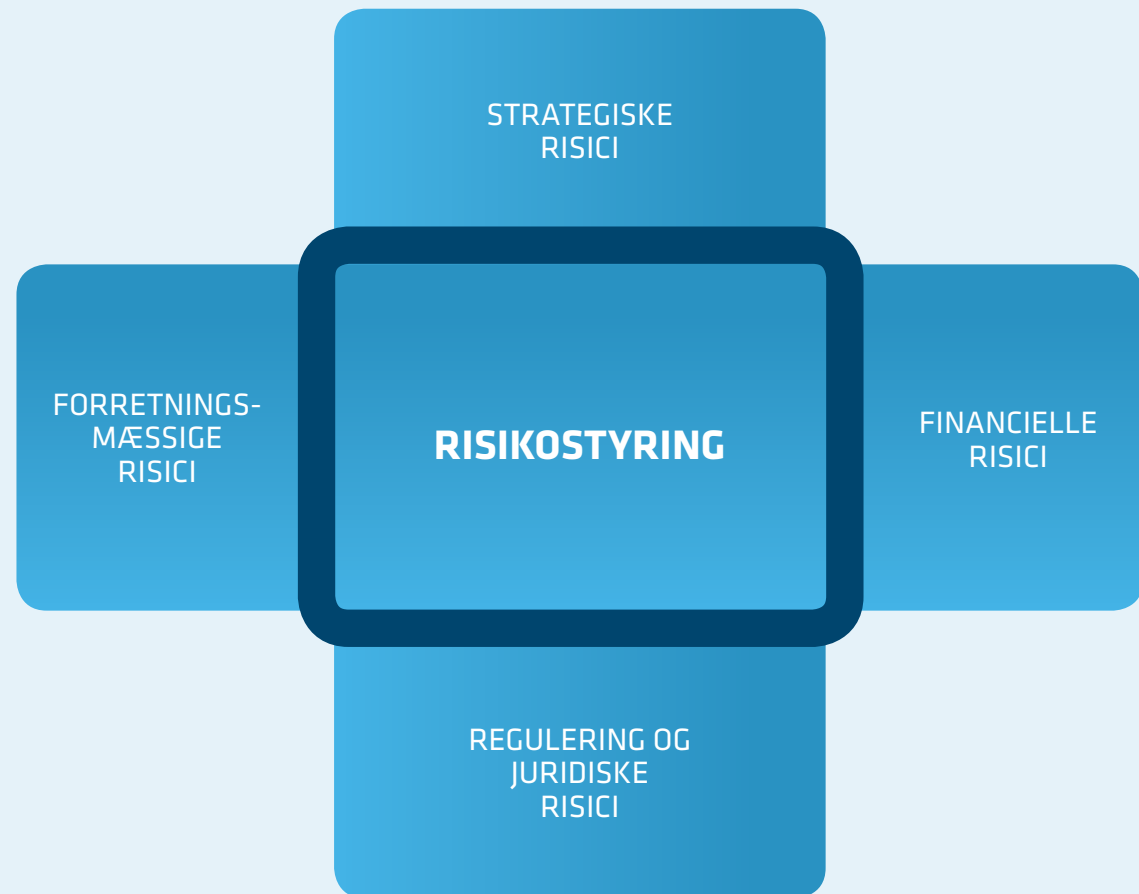 STRATEGISKE
RISICI
FORRETNINGS-
MÆSSIGE
RISICI
RISIKOSTYRING
FINANCIELLE
RISICI
REGULERING OG
JURIDISKE
RISICI